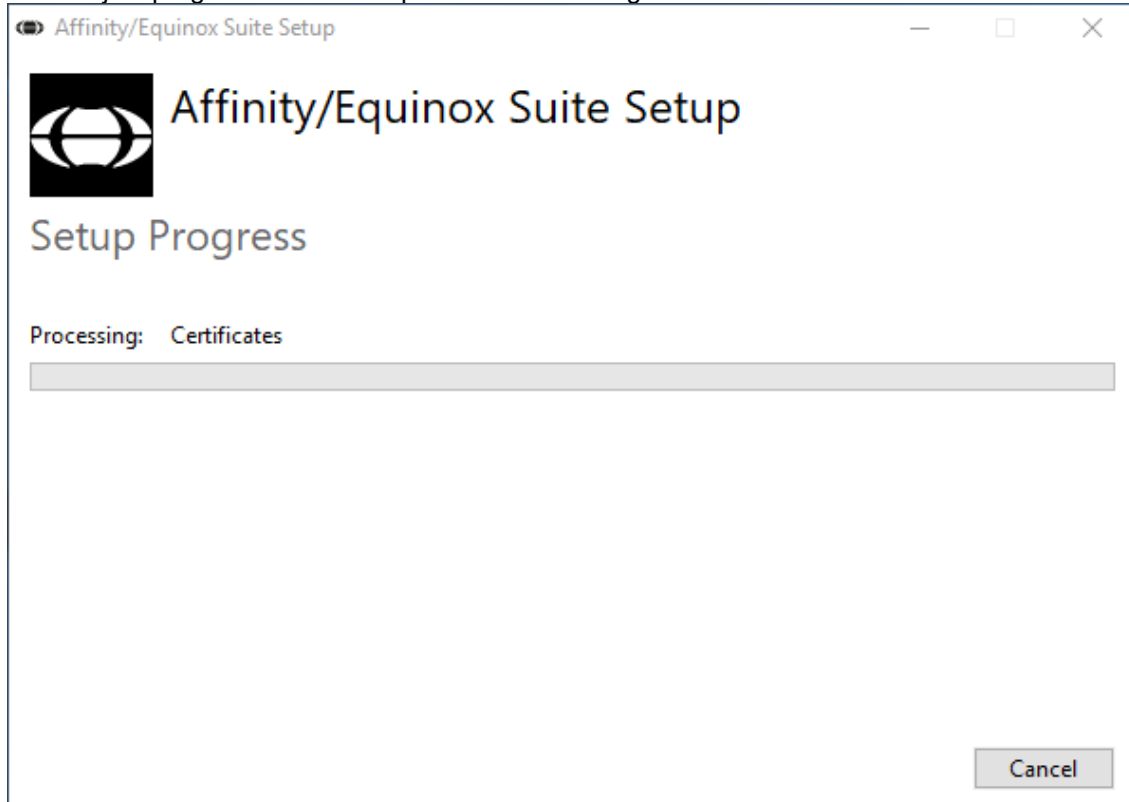 Affinity/Equinox Suite Setup
Affinity/Equinox Suite Setup
Setup Progress
Processing: Certificates
Cancel